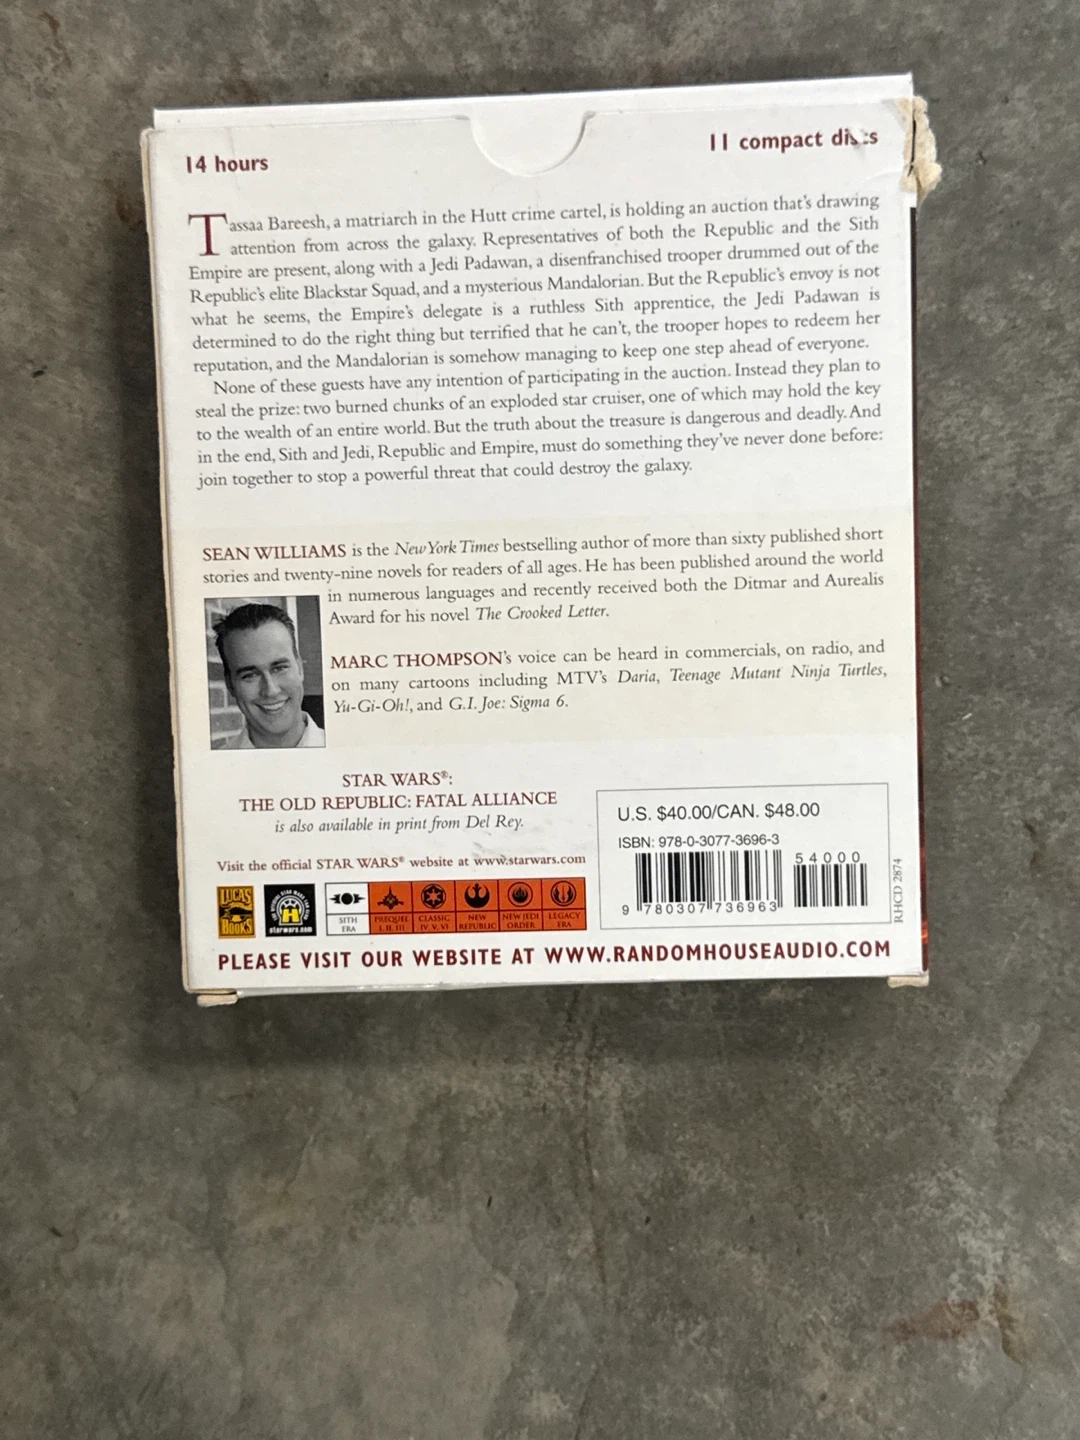 14 hours
11 compact discs
Tassaa Bareesh, a matriarch in the Hutt crime cartel, is holding an auction that's drawing
attention from across the galaxy. Representatives of both the Republic and the Sith
Empire are present, along with a Jedi Padawan, a disenfranchised trooper drummed out of the
Republic's elite Blackstar Squad, and a mysterious Mandalorian. But the Republic's envoy is not
what he seems, the Empire's delegate is a ruthless Sith apprentice, the Jedi Padawan is
determined to do the right thing but terrified that he can't, the trooper hopes to redeem her
reputation, and the Mandalorian is somehow managing to keep one step ahead of everyone.
None of these guests have any intention of participating in the auction. Instead they plan to
steal the prize: two burned chunks of an exploded star cruiser, one of which may hold the key
to the wealth of an entire world. But the truth about the treasure is dangerous and deadly. And
in the end, Sith and Jedi, Republic and Empire, must do something they've never done before:
join together to stop a powerful threat that could destroy the galaxy.
SEAN WILLIAMS is the New York Times bestselling author of more than sixty published short
stories and twenty-nine novels for readers of all ages. He has been published around the world
in numerous languages and recently received both the Ditmar and Aurealis
Award for his novel The Crooked Letter.
MARC THOMPSON's voice can be heard in commercials, on radio, and
on many cartoons including MTV's Daria, Teenage Mutant Ninja Turtles,
Yu-Gi-Oh!, and G.I. Joe: Sigma 6.
STAR WARS®:
THE OLD REPUBLIC: FATAL ALLIANCE
is also available in print from Del Rey.
Visit the official STAR WARS® website at www.starwars.com
LUCAS
BOOKS
starwars.com
SITH
ERA
PREQUEL
I, II, III
CLASSIC
IV, V, VI
NEW
REPUBLIC
NEW JEDI
ORDER
LEGACY
ERA
U.S. $40.00/CAN. $48.00
ISBN: 978-0-3077-3696-3
54000
9 780307 736963
RHCD 2874
PLEASE VISIT OUR WEBSITE AT WWW.RANDOMHOUSEAUDIO.COM